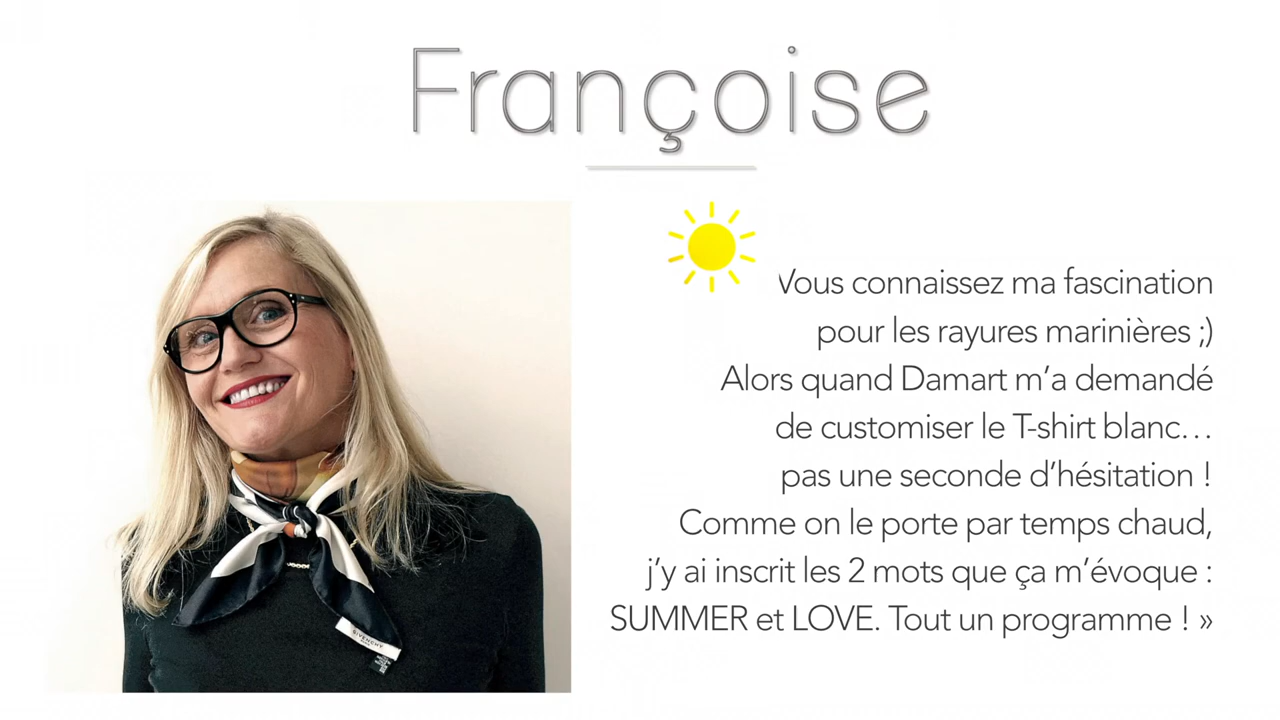 Françoise
Vous connaissez ma fascination
pour les rayures marinières ;)
Alors quand Damart m’a demandé
de customiser le T-shirt blanc…
pas une seconde d’hésitation !
Comme on le porte par temps chaud,
j’y ai inscrit les 2 mots que ça m’évoque :
SUMMER et LOVE. Tout un programme ! »
GIVENCHY